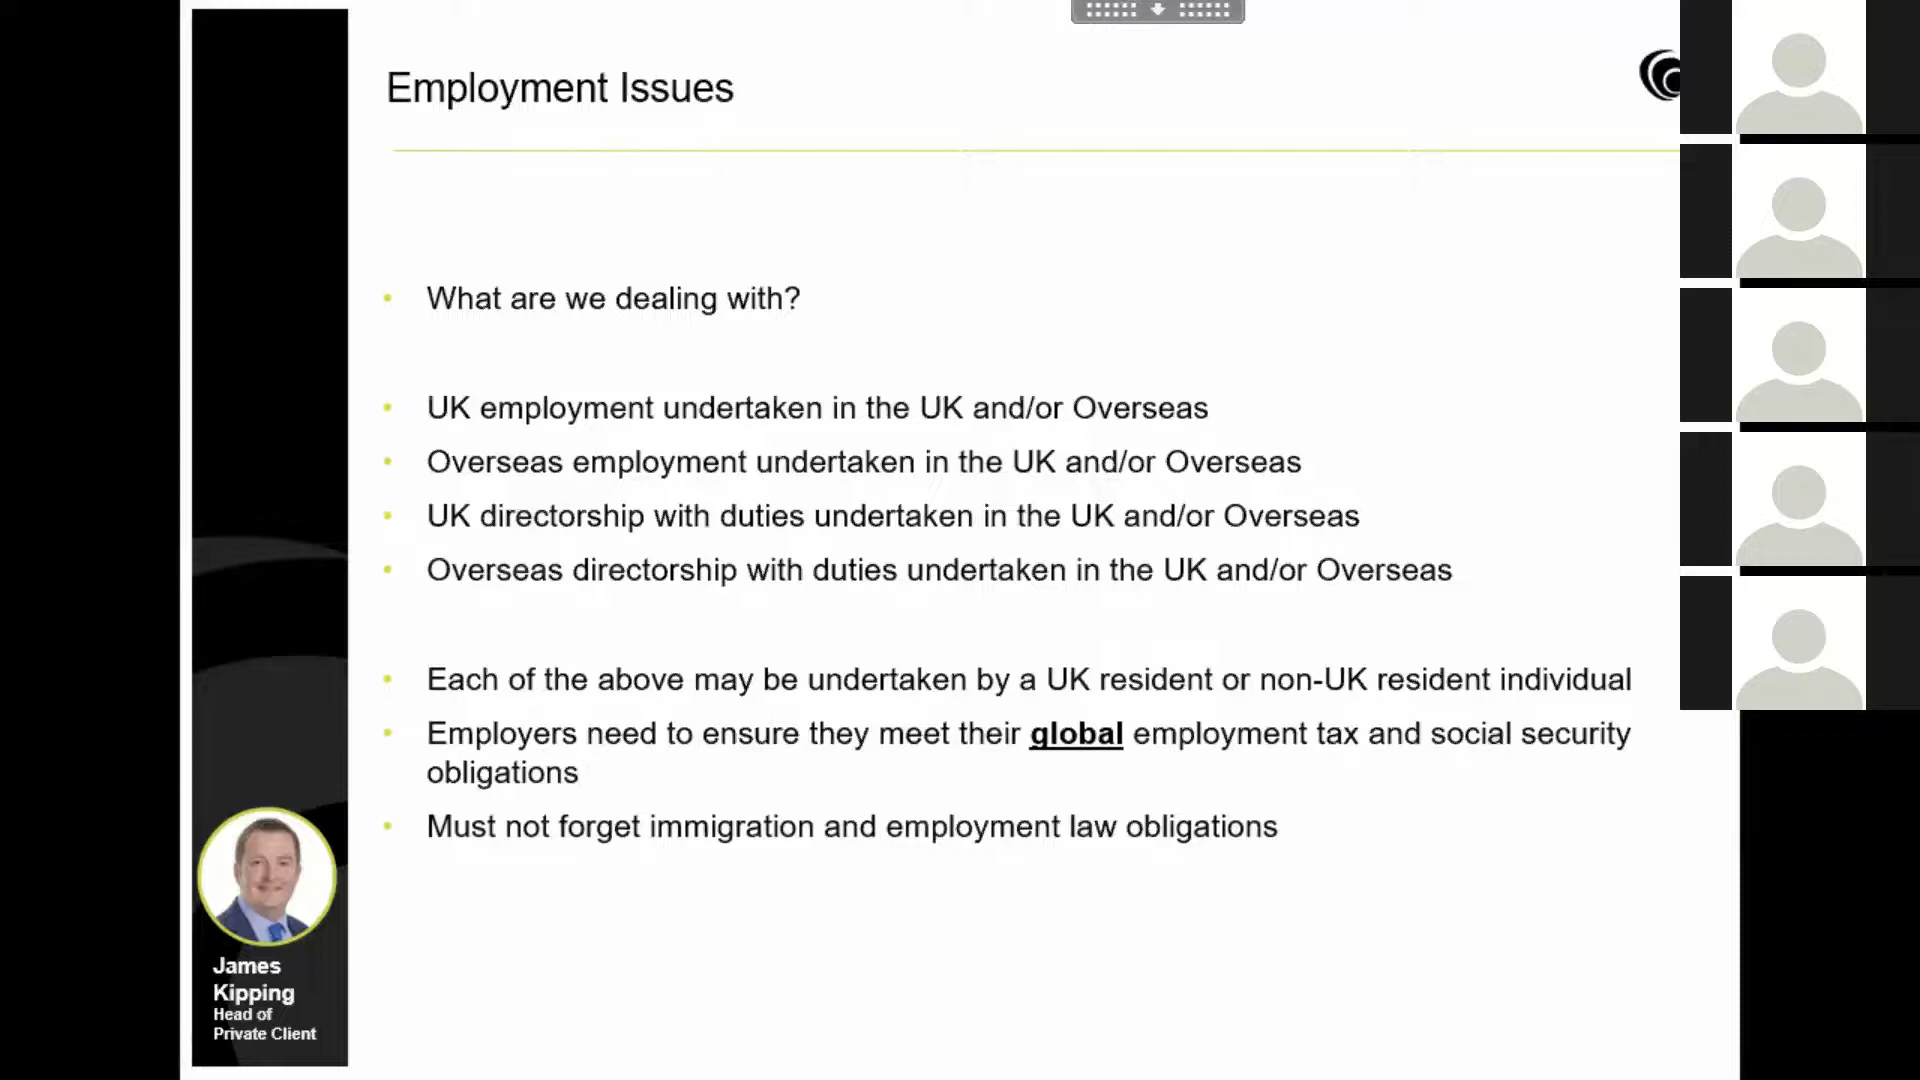 Employment Issues
• What are we dealing with?
• UK employment undertaken in the UK and/or Overseas
• Overseas employment undertaken in the UK and/or Overseas
• UK directorship with duties undertaken in the UK and/or Overseas
• Overseas directorship with duties undertaken in the UK and/or Overseas
• Each of the above may be undertaken by a UK resident or non-UK resident individual
• Employers need to ensure they meet their global employment tax and social security
obligations
• Must not forget immigration and employment law obligations
James
Kipping
Head of
Private Client